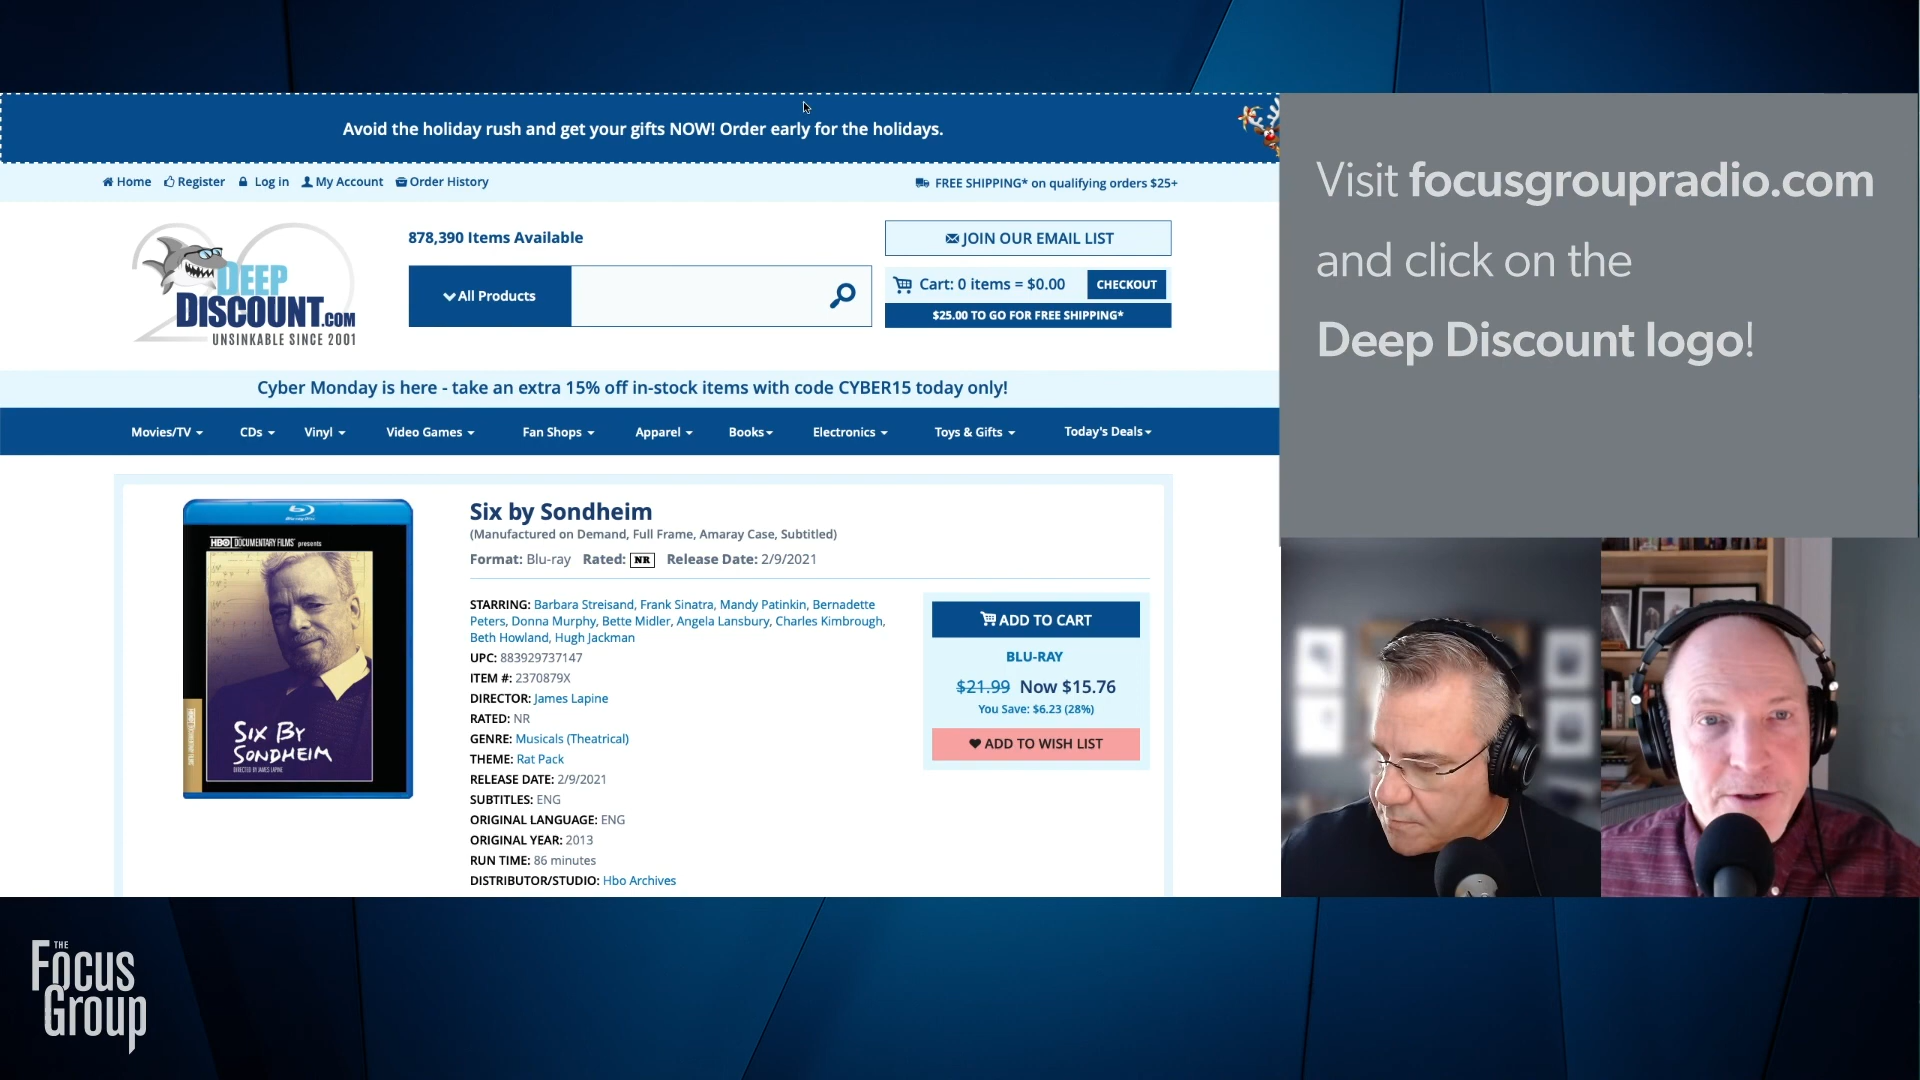 Avoid the holiday rush and get your gifts NOW! Order early for the holidays.
Home Register Log in My Account Order History
FREE SHIPPING* on qualifying orders $25+
DEEP
DISCOUNT.COM
UNSINKABLE SINCE 2001
878,390 Items Available
All Products
JOIN OUR EMAIL LIST
Cart: 0 items = $0.00 CHECKOUT
$25.00 TO GO FOR FREE SHIPPING*
Cyber Monday is here - take an extra 15% off in-stock items with code CYBER15 today only!
Movies/TV CDs Vinyl Video Games Fan Shops Apparel Books Electronics Toys & Gifts Today's Deals
Blu-ray Disc
HBO DOCUMENTARY FILMS presents
SIX BY
SONDHEIM
DIRECTED BY JAMES LAPINE
Six by Sondheim
(Manufactured on Demand, Full Frame, Amaray Case, Subtitled)
Format: Blu-ray Rated: NR Release Date: 2/9/2021
STARRING: Barbara Streisand, Frank Sinatra, Mandy Patinkin, Bernadette
Peters, Donna Murphy, Bette Midler, Angela Lansbury, Charles Kimbrough,
Beth Howland, Hugh Jackman
UPC: 883929737147
ITEM #: 2370879X
DIRECTOR: James Lapine
RATED: NR
GENRE: Musicals (Theatrical)
THEME: Rat Pack
RELEASE DATE: 2/9/2021
SUBTITLES: ENG
ORIGINAL LANGUAGE: ENG
ORIGINAL YEAR: 2013
RUN TIME: 86 minutes
DISTRIBUTOR/STUDIO: Hbo Archives
ADD TO CART
BLU-RAY
$21.99 Now $15.76
You Save: $6.23 (28%)
ADD TO WISH LIST
Visit focusgroupradio.com
and click on the
Deep Discount logo!
THE
FOCUS
GROUP